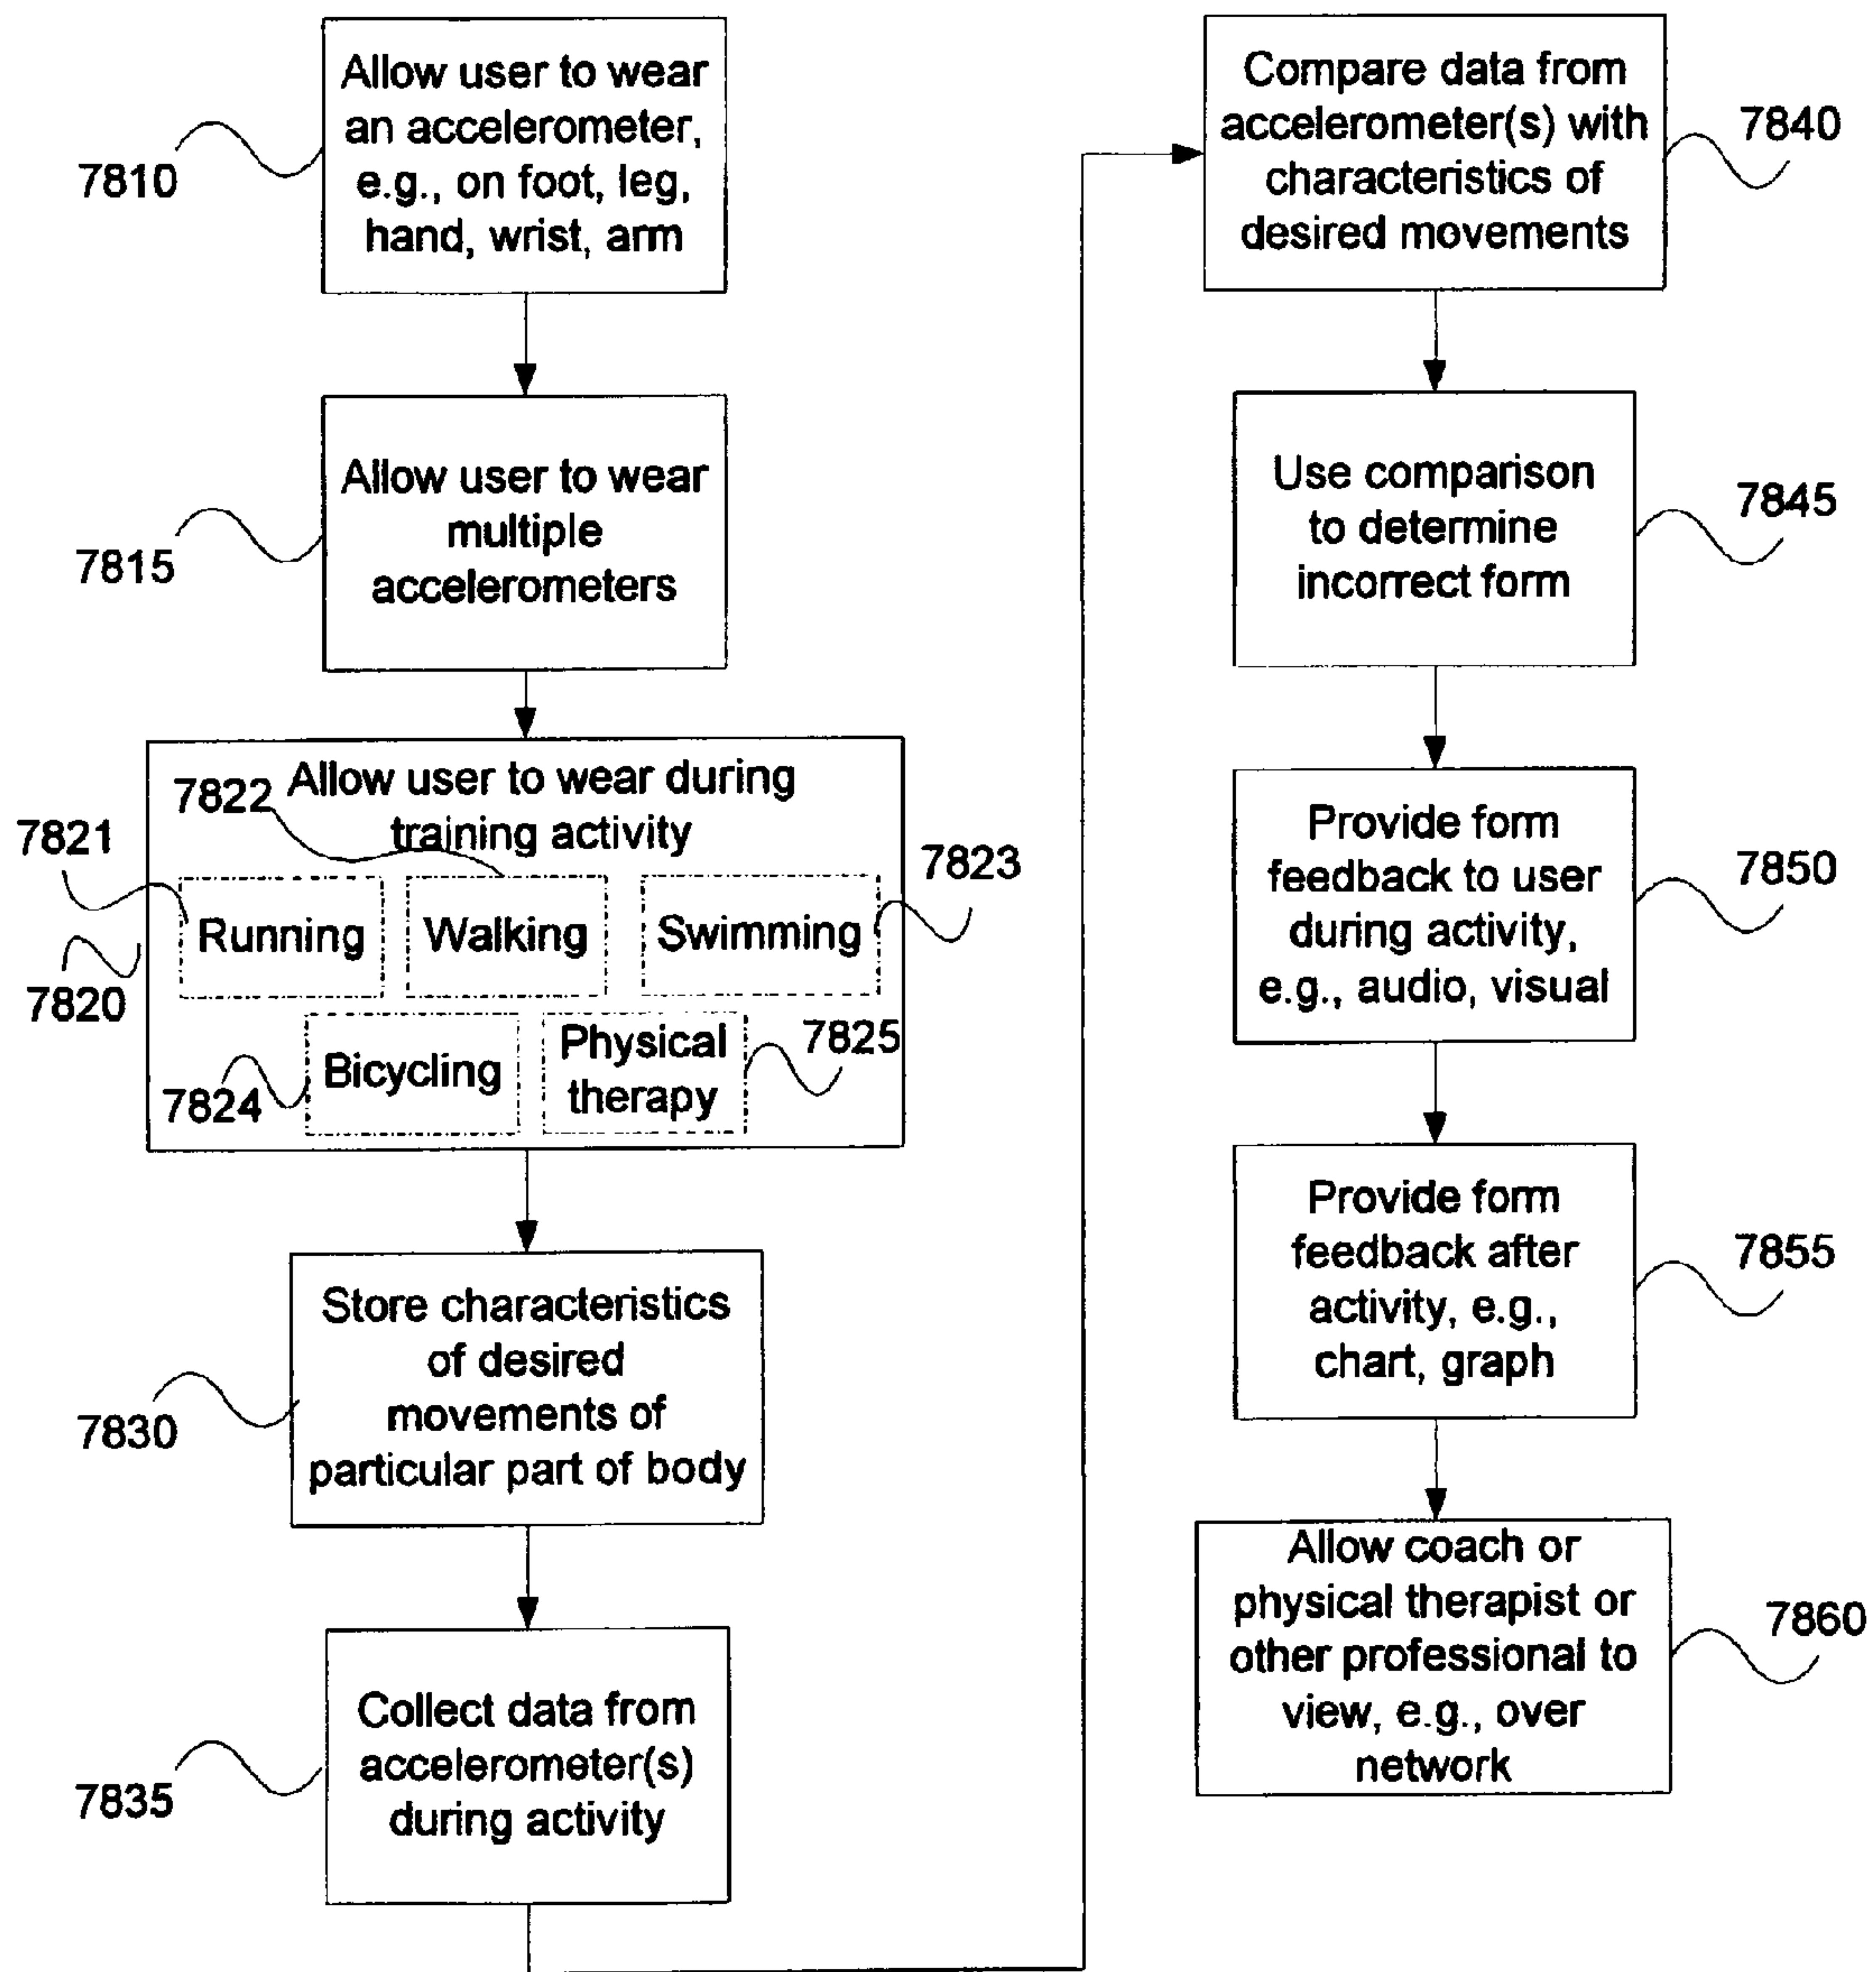 Allow user to wear
an accelerometer,
e.g., on foot, leg,
hand, wrist, arm
7810
Allow user to wear
multiple
accelerometers
7815
Allow user to wear during
training activity
7822
7821
7823
Running
Walking
Swimming
7820
Bicycling
Physical
therapy
7825
7824
Store characteristics
of desired
movements of
particular part of body
7830
Collect data from
accelerometer(s)
during activity
7835
Compare data from
accelerometer(s) with
characteristics of
desired movements
7840
Use comparison
to determine
incorrect form
7845
Provide form
feedback to user
during activity,
e.g., audio, visual
7850
Provide form
feedback after
activity, e.g.,
chart, graph
7855
Allow coach or
physical therapist or
other professional to
view, e.g., over
network
7860